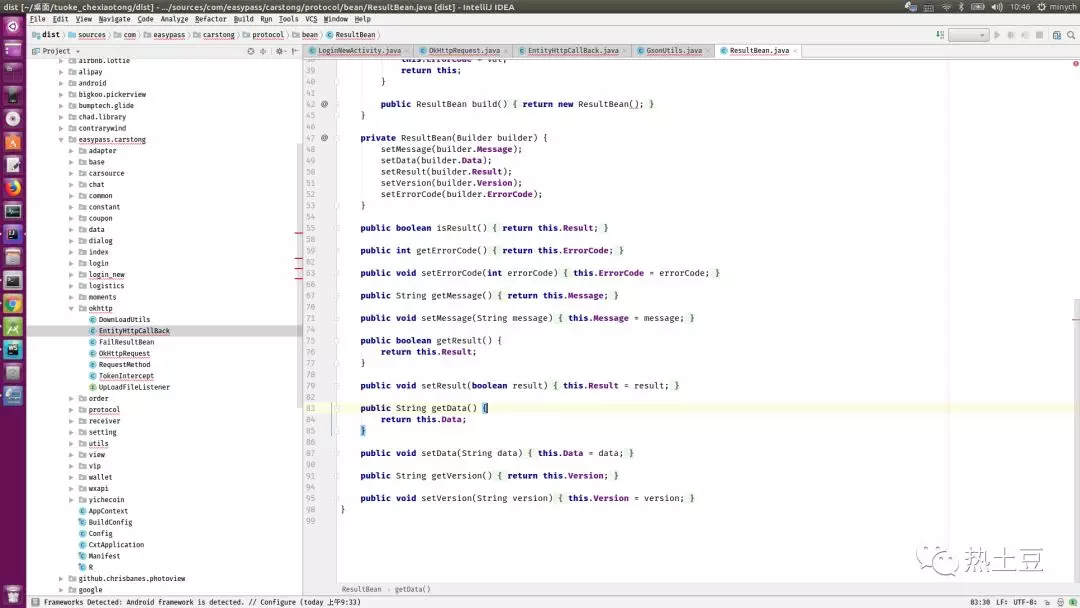 dist [~/桌面/tuoke_chexiaotong/dist] - .../sources/com/easypass/carstong/protocol/bean/ResultBean.java [dist] - IntelliJ IDEA
10:46 minych
File Edit View Navigate Code Analyze Refactor Build Run Tools VCS Window Help
dist sources com easypass carstong protocol bean ResultBean
Project
LoginNewActivity.java OkHttpRequest.java EntityHttpCallBack.java GsonUtils.java ResultBean.java
airbnb.lottie
alipay
android
bigkoo.pickerview
bumptech.glide
chad.library
contrarywind
easypass.carstong
adapter
base
carsource
chat
common
constant
coupon
data
dialog
index
login
login_new
logistics
moments
okhttp
DownLoadUtils
EntityHttpCallBack
FailResultBean
OkHttpRequest
RequestMethod
TokenIntercept
UpLoadFileListener
order
protocol
receiver
setting
utils
view
vip
wallet
wxapi
yichecoin
AppContext
BuildConfig
Config
CxtApplication
Manifest
R
github.chrisbanes.photoview
google
38 this.ErrorCode = val;
39 return this;
40 }
41
42 @ public ResultBean build() { return new ResultBean(); }
45 }
46
47 @ private ResultBean(Builder builder) {
48 setMessage(builder.Message);
49 setData(builder.Data);
50 setResult(builder.Result);
51 setVersion(builder.Version);
52 setErrorCode(builder.ErrorCode);
53 }
54
55 public boolean isResult() { return this.Result; }
58
59 public int getErrorCode() { return this.ErrorCode; }
62
63 public void setErrorCode(int errorCode) { this.ErrorCode = errorCode; }
66
67 public String getMessage() { return this.Message; }
70
71 public void setMessage(String message) { this.Message = message; }
74
75 public boolean getResult() {
76 return this.Result;
77 }
78
79 public void setResult(boolean result) { this.Result = result; }
82
83 public String getData() {
84 return this.Data;
85 }
86
87 public void setData(String data) { this.Data = data; }
90
91 public String getVersion() { return this.Version; }
94
95 public void setVersion(String version) { this.Version = version; }
98 }
99
热土豆
ResultBean › getData()
Frameworks Detected: Android framework is detected. // Configure (today 上午9:33)
83:30 LF: UTF-8: